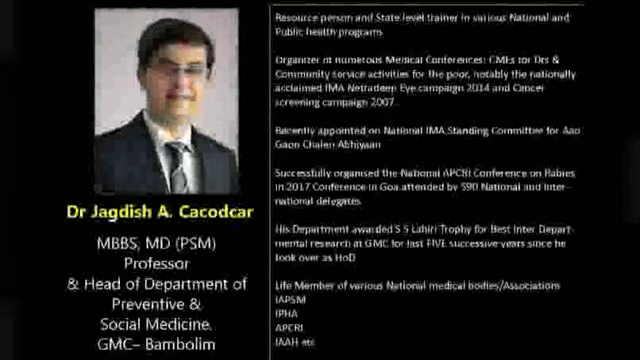 Dr Jagdish A. Cacodcar
MBBS, MD (PSM)
Professor
& Head of Department of
Preventive &
Social Medicine.
GMC– Bambolim
Resource person and State level trainer in various National and
Public health programs
Organizer of numerous Medical Conferences: CMEs for Drs &
Community service activities for the poor, notably the nationally
acclaimed IMA Netradeep Eye campaign 2014 and Cancer
screening campaign 2007
Recently appointed on National IMA Standing Committee for Aao
Gaon Chalen Abhiyaan
Successfully organised the National APCRI Conference on Rabies
in 2017 Conference in Goa attended by 590 National and Inter-
national delegates
His Department awarded S S Trophy for Best Inter Depart-
mental research at GMC for last FIVE successive years since he
took over as HoD
Life Member of various National medical bodies/Associations
IAPSM
IPHA
APCRI
IAAH etc